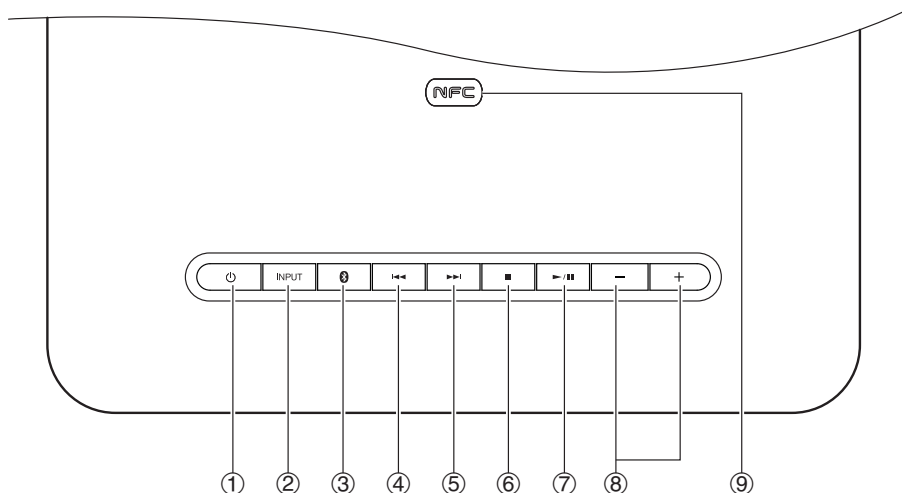 NFC
INPUT
① ② ③ ④ ⑤ ⑥ ⑦ ⑧ ⑨